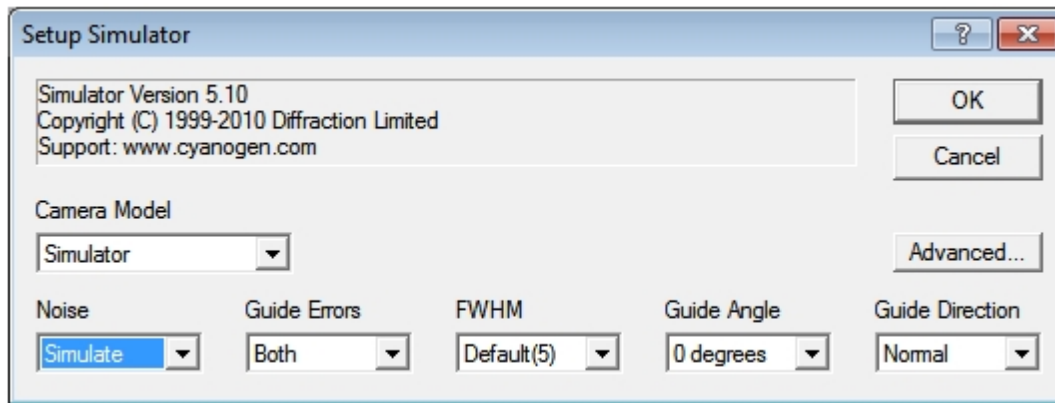 Setup Simulator
Simulator Version 5.10
Copyright (C) 1999-2010 Diffraction Limited
Support: www.cyanogen.com
OK
Cancel
Camera Model
Simulator
Advanced...
Noise Guide Errors FWHM Guide Angle Guide Direction
Simulate Both Default(5) 0 degrees Normal